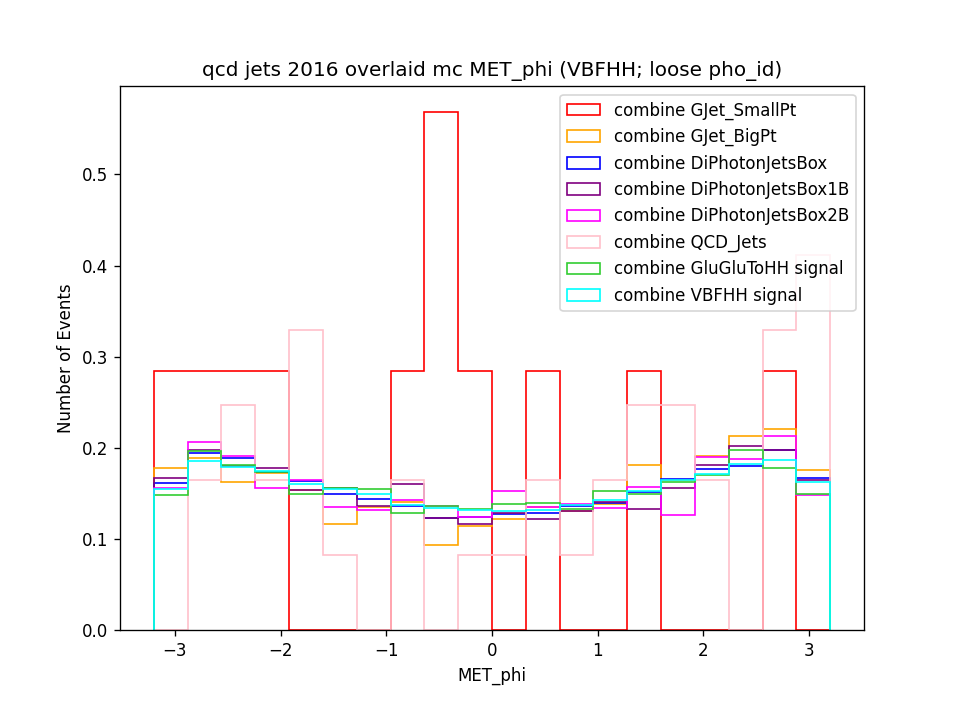 qcd jets 2016 overlaid mc MET_phi (VBFHH; loose pho_id)
Number of Events
0.5
0.4
0.3
0.2
0.1
0.0
combine GJet_SmallPt
combine GJet_BigPt
combine DiPhotonJetsBox
combine DiPhotonJetsBox1B
combine DiPhotonJetsBox2B
combine QCD_Jets
combine GluGluToHH signal
combine VBFHH signal
−3 −2 −1 0 1 2 3
MET_phi